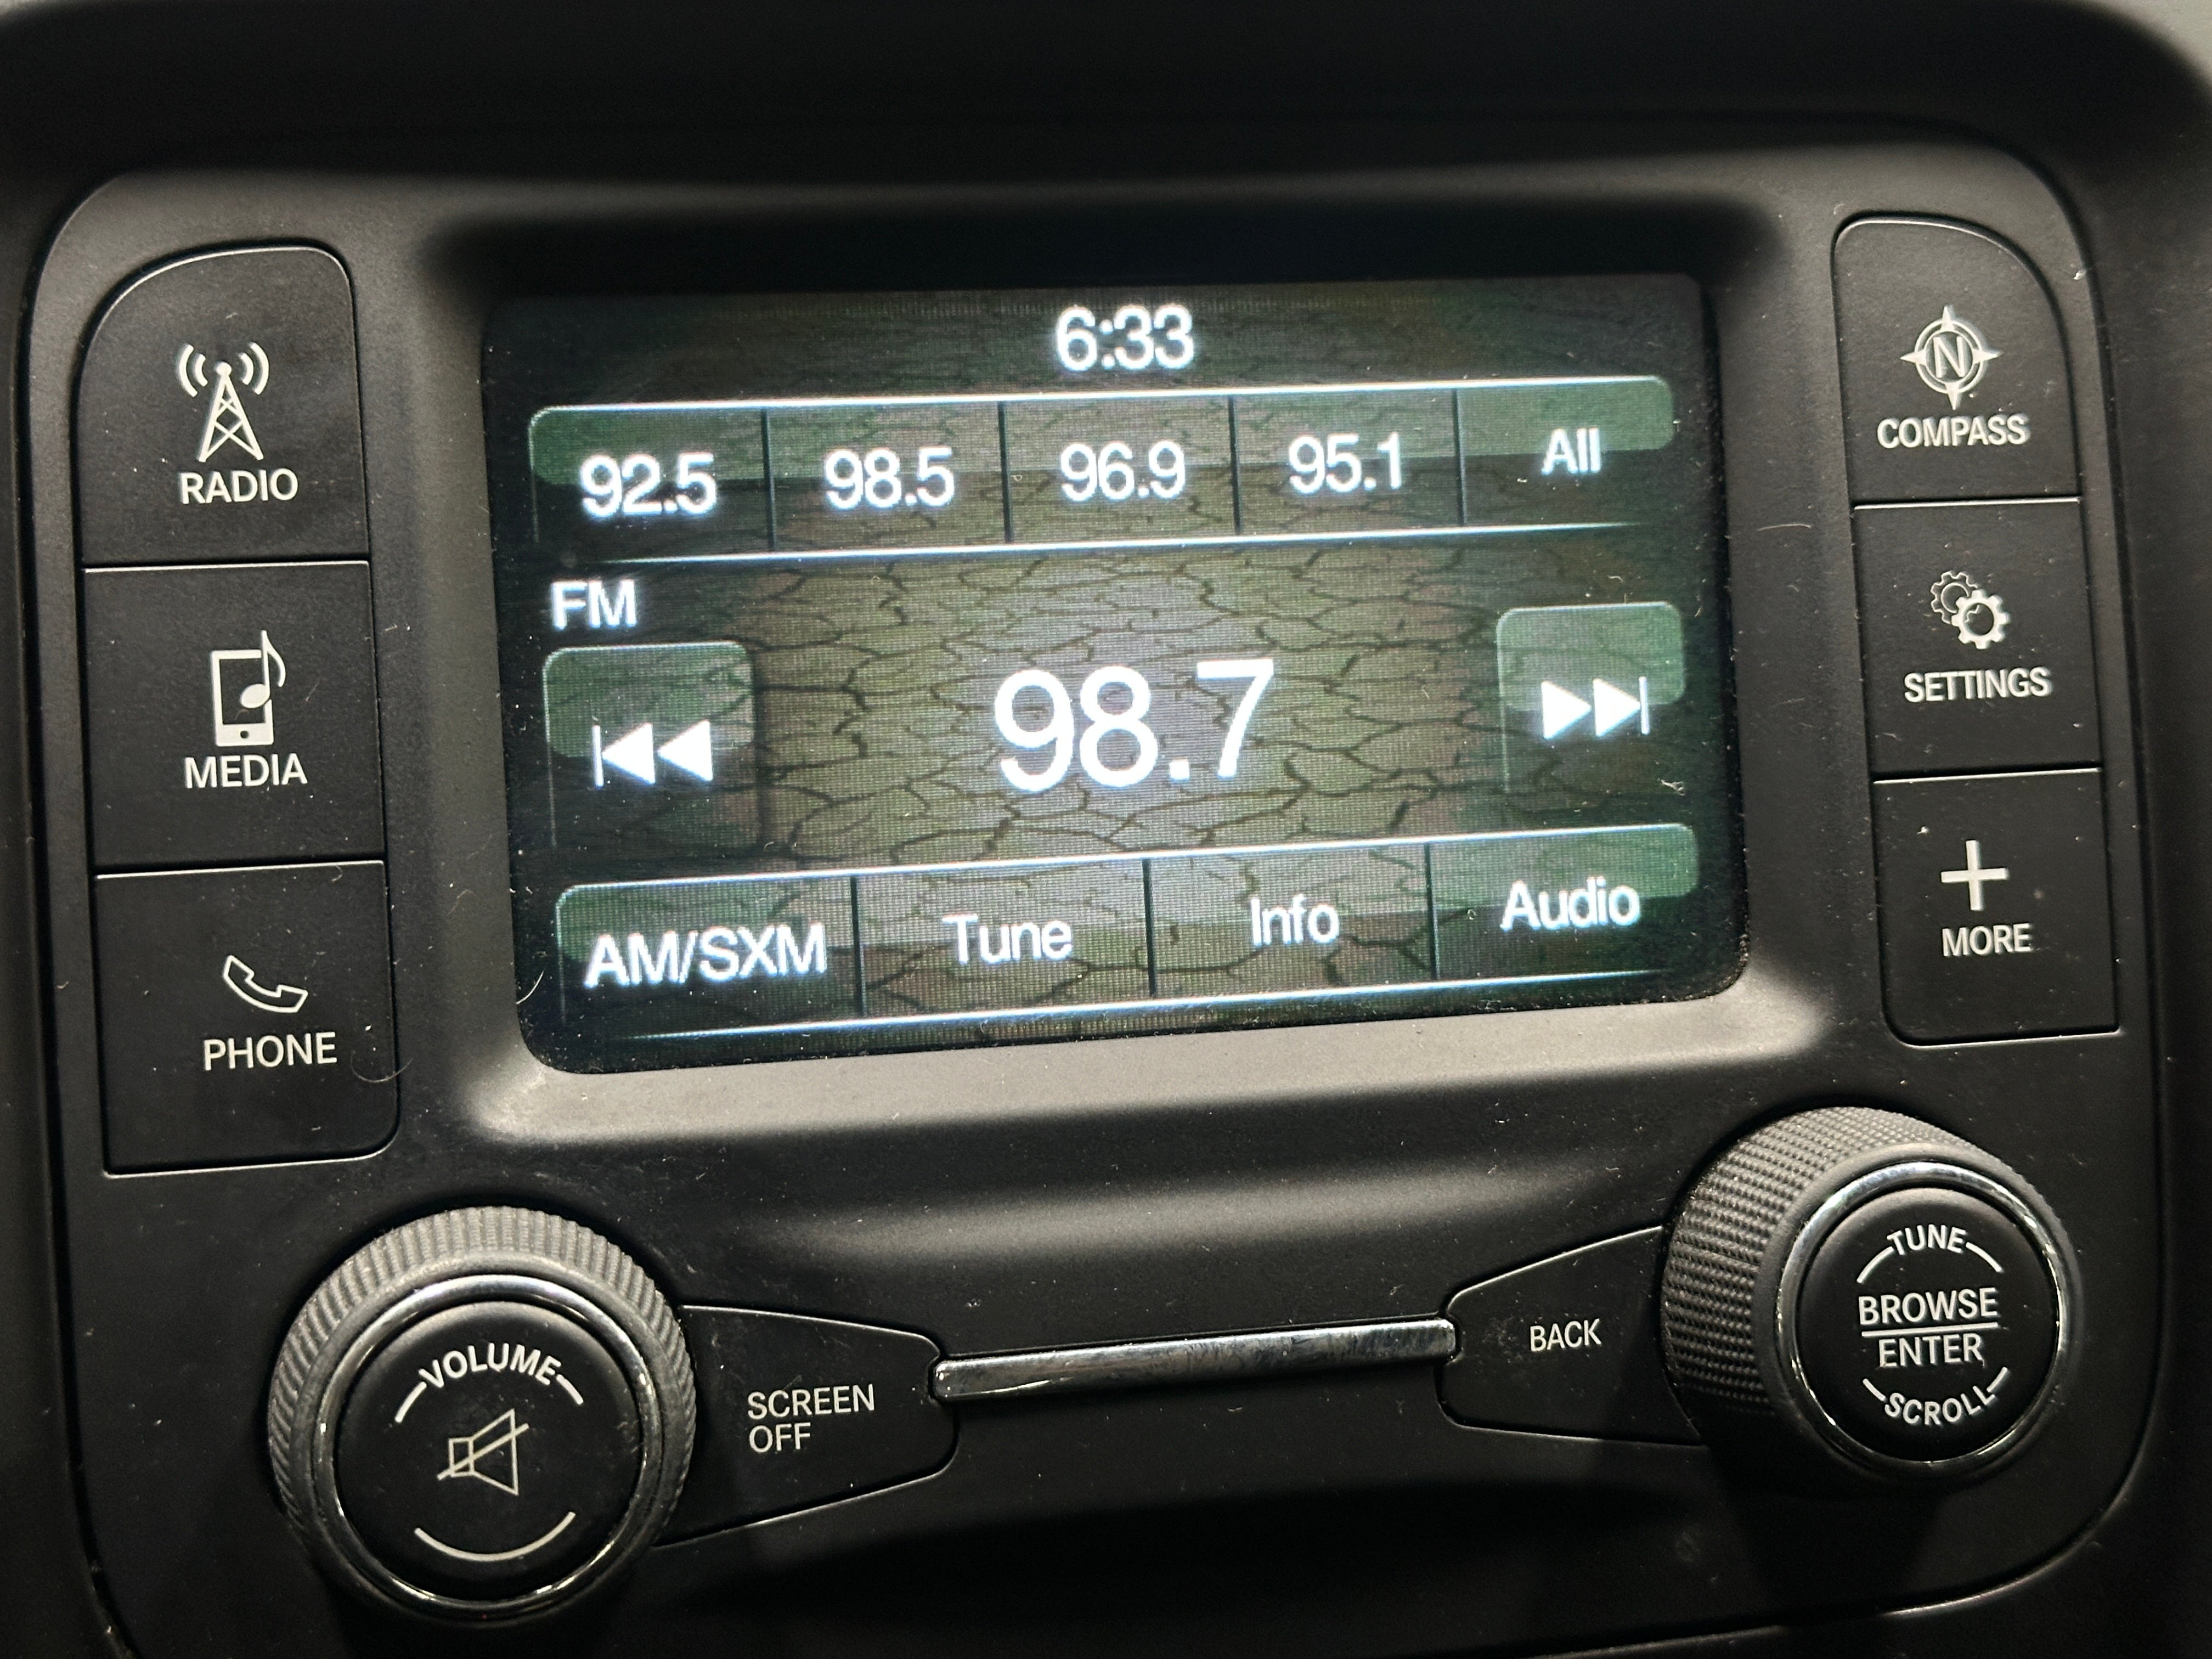 6:33
92.5 98.5 96.9 95.1 All
FM
98.7
AM/SXM Tune Info Audio
RADIO
MEDIA
PHONE
N
COMPASS
SETTINGS
MORE
VOLUME
SCREEN
OFF
BACK
TUNE
BROWSE
ENTER
SCROLL